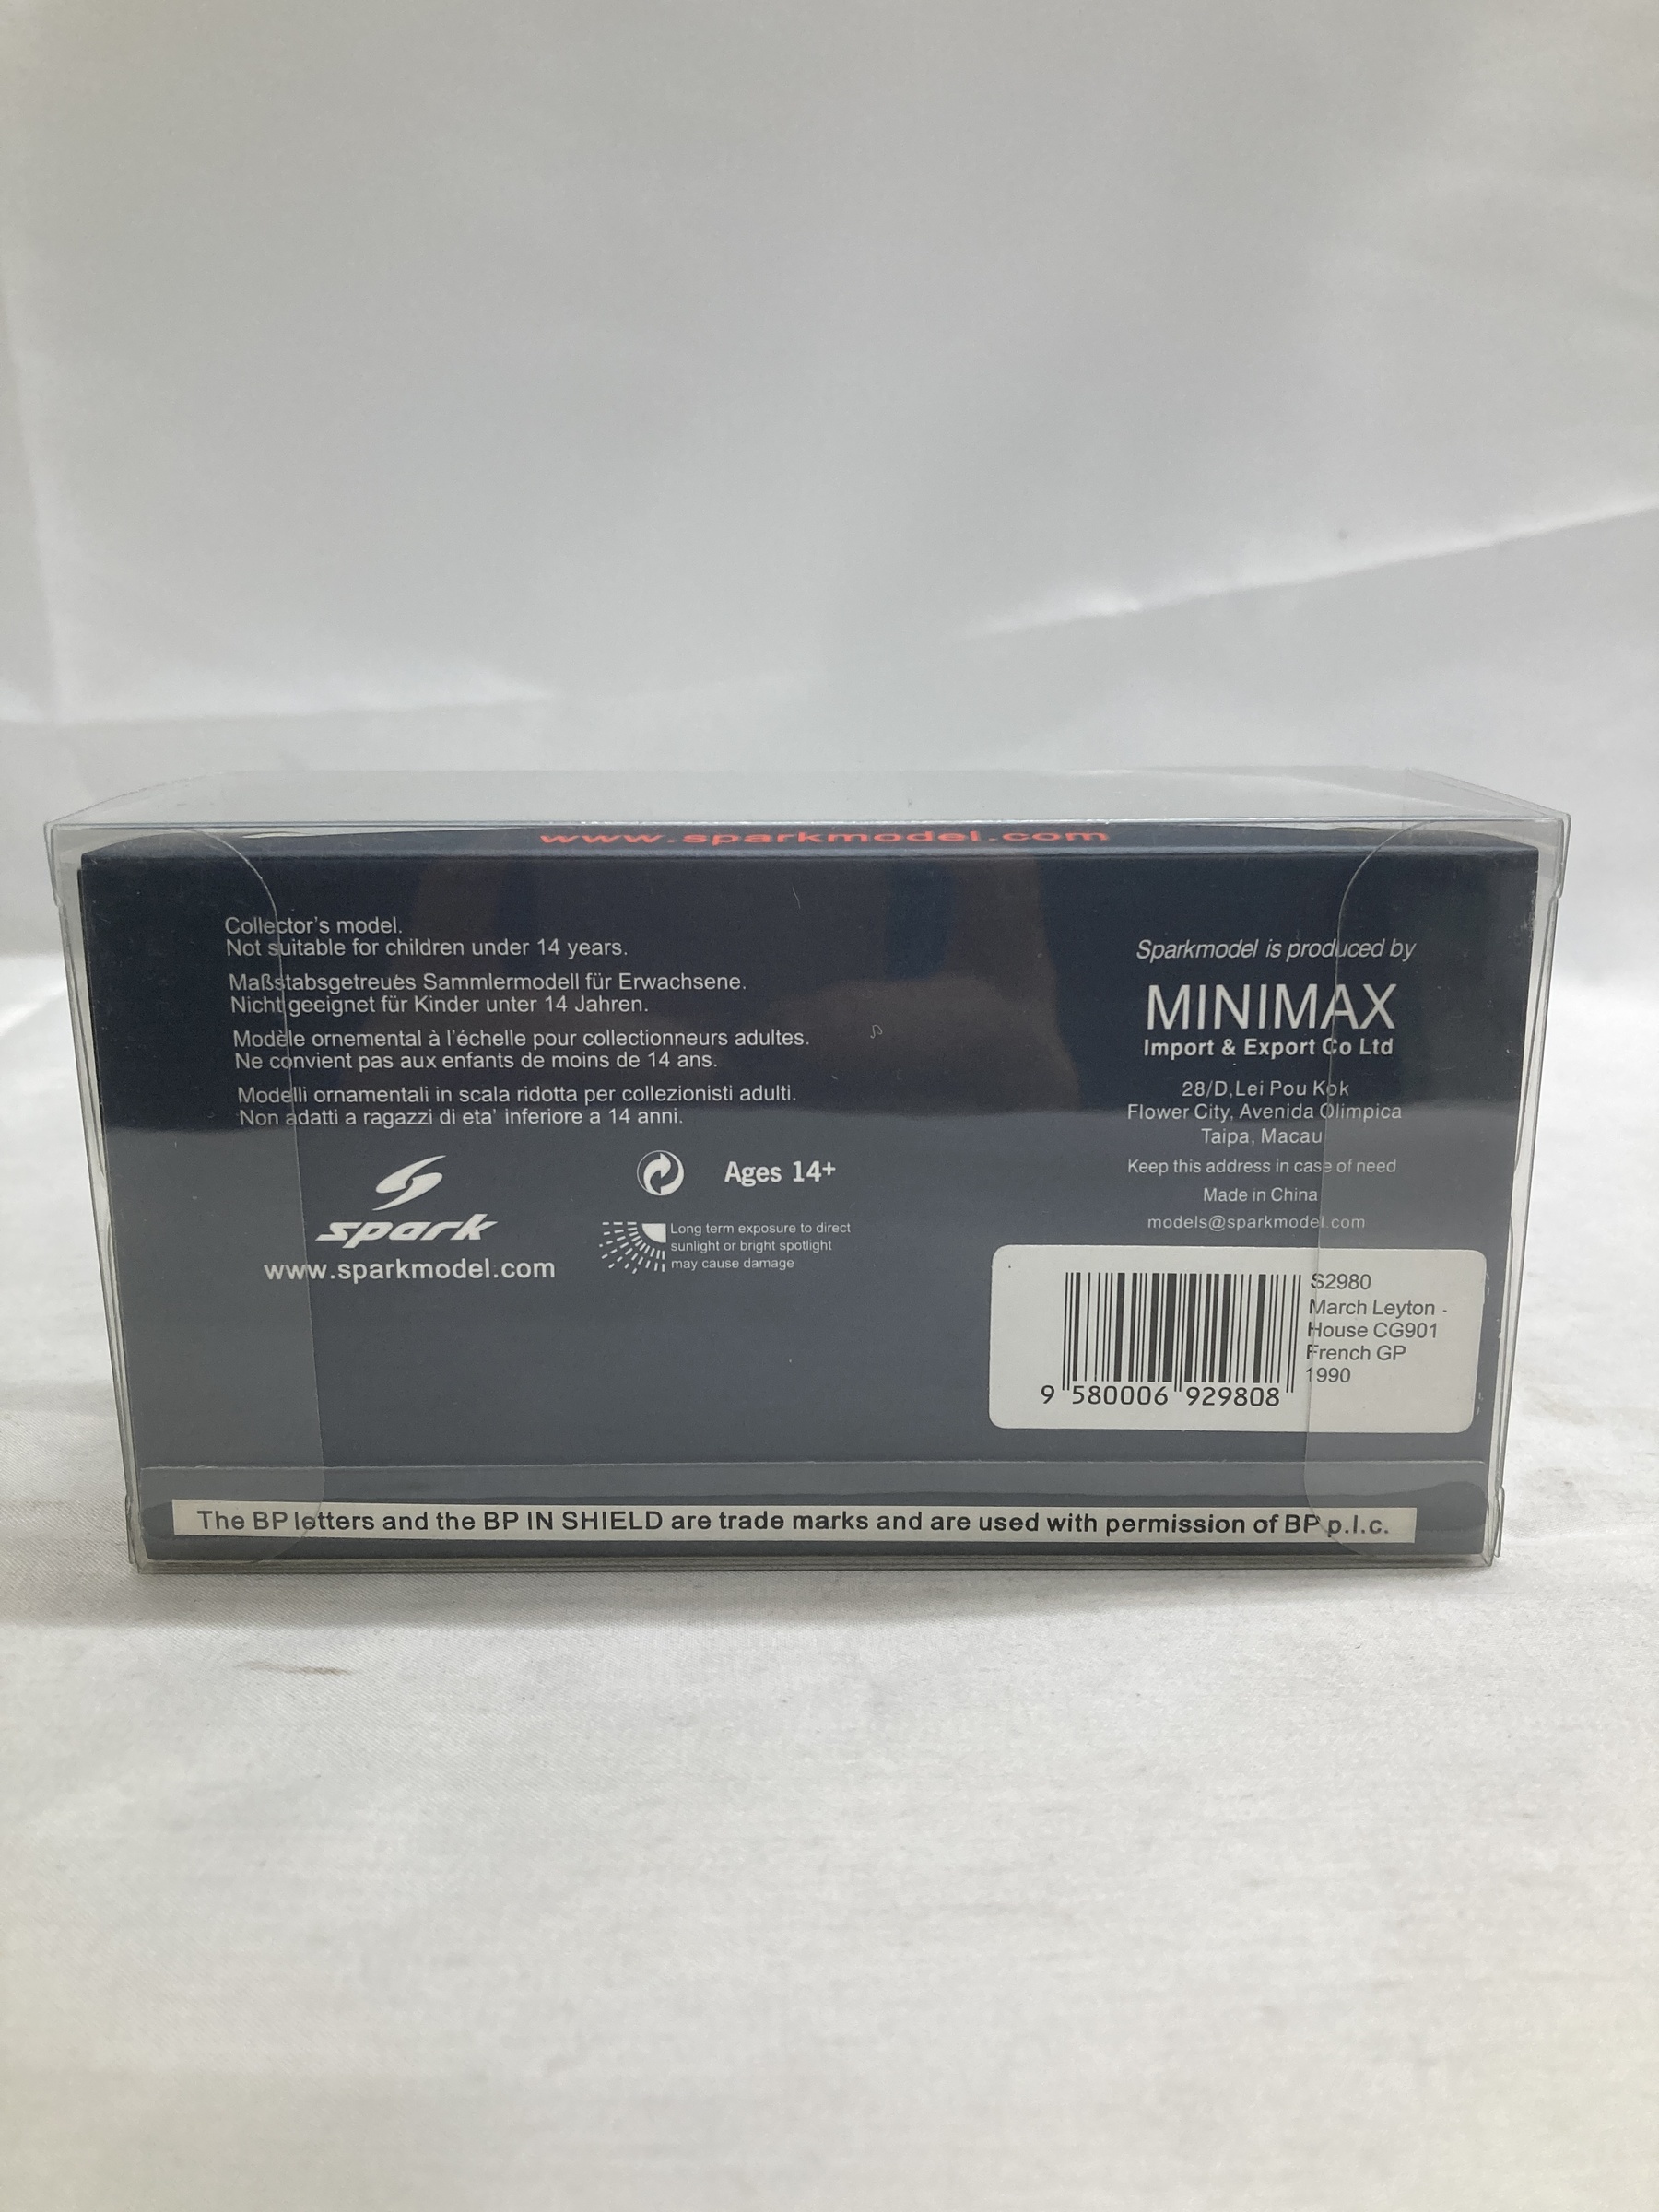 www.sparkmodel.com
Collector's model.
Not suitable for children under 14 years.
Maßstabsgetreues Sammlermodell für Erwachsene.
Nicht geeignet für Kinder unter 14 Jahren.
Modèle ornemental à l'échelle pour collectionneurs adultes.
Ne convient pas aux enfants de moins de 14 ans.
Modelli ornamentali in scala ridotta per collezionisti adulti.
Non adatti a ragazzi di eta' inferiore a 14 anni.
spark
www.sparkmodel.com
Ages 14+
Long term exposure to direct
sunlight or bright spotlight
may cause damage
Sparkmodel is produced by
MINIMAX
Import & Export Co Ltd
28/D,Lei Pou Kok
Flower City, Avenida Olimpica
Taipa, Macau
Keep this address in case of need
Made in China
models@sparkmodel.com
9 580006 929808
S2980
March Leyton -
House CG901
French GP
1990
The BP letters and the BP IN SHIELD are trade marks and are used with permission of BP p.l.c.